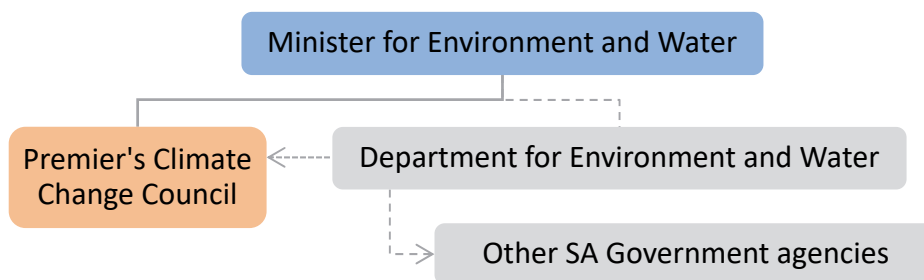 Minister for Environment and Water
Premier's Climate
Change Council
Department for Environment and Water
Other SA Government agencies